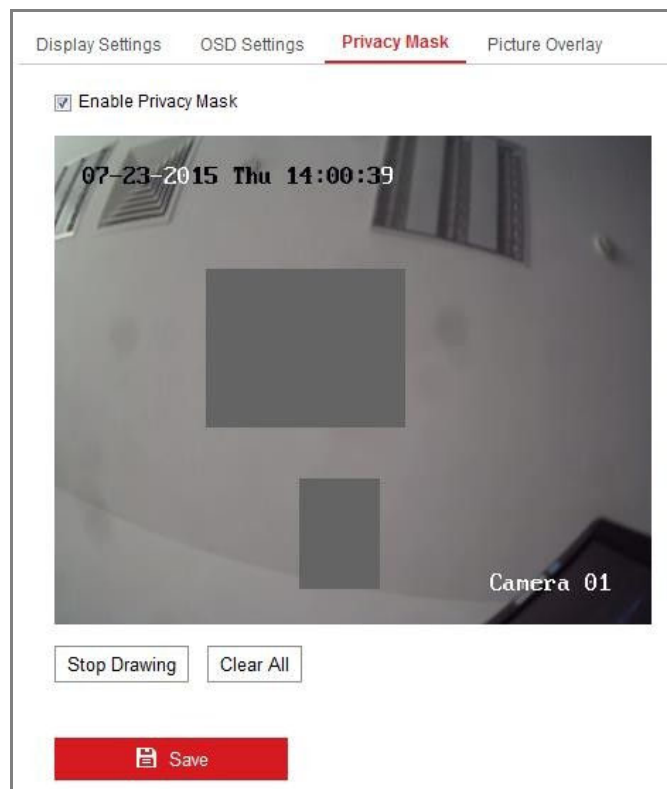 Display Settings OSD Settings Privacy Mask Picture Overlay
Enable Privacy Mask
07-23-2015 Thu 14:00:39
Camera 01
Stop Drawing Clear All
Save